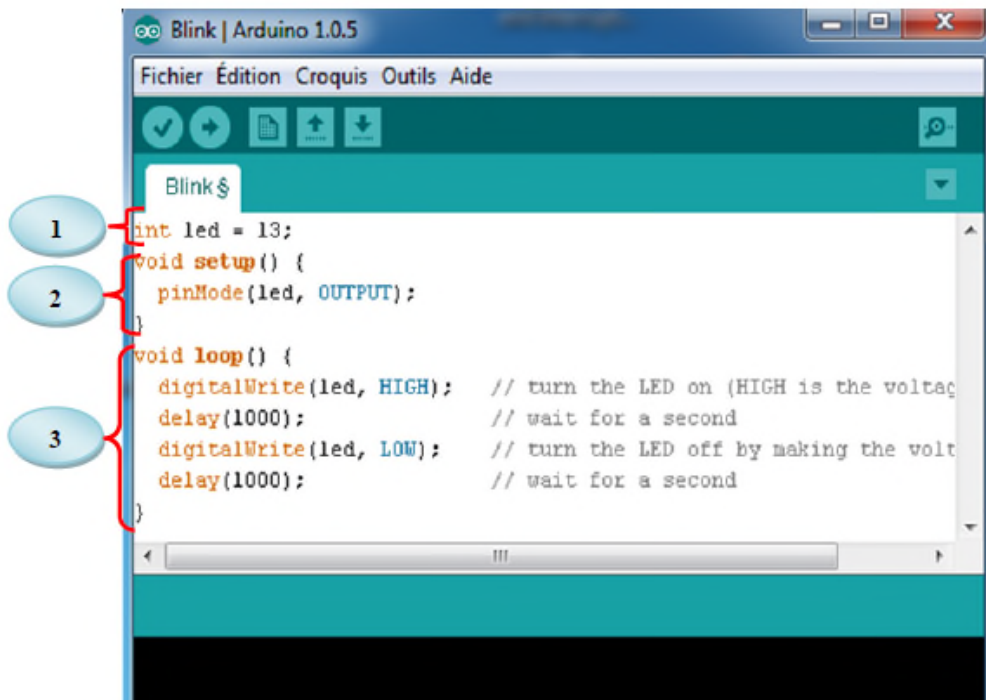 Blink | Arduino 1.0.5
Fichier Édition Croquis Outils Aide
Blink §
1
int led = 13;
2
void setup() {
pinMode(led, OUTPUT);
}
3
void loop() {
digitalWrite(led, HIGH); // turn the LED on (HIGH is the voltag
delay(1000); // wait for a second
digitalWrite(led, LOW); // turn the LED off by making the volt
delay(1000); // wait for a second
}